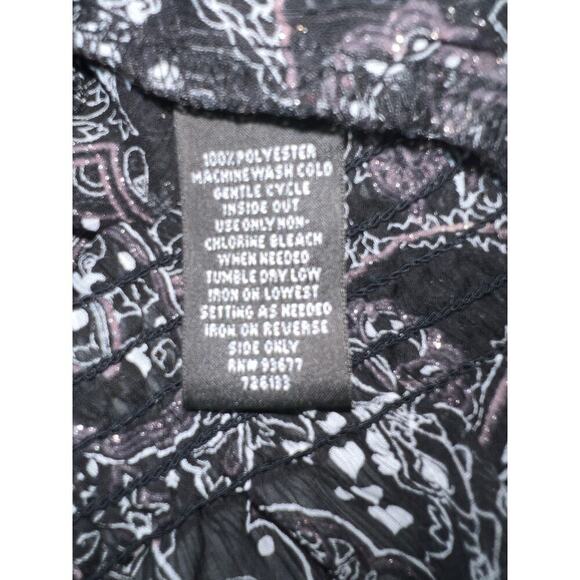 100% POLYESTER
MACHINE WASH COLD
GENTLE CYCLE
INSIDE OUT
USE ONLY NON-
CHLORINE BLEACH
WHEN NEEDED
TUMBLE DRY LOW
IRON ON LOWEST
SETTING AS NEEDED
IRON ON REVERSE
SIDE ONLY
RN# 93677
726133